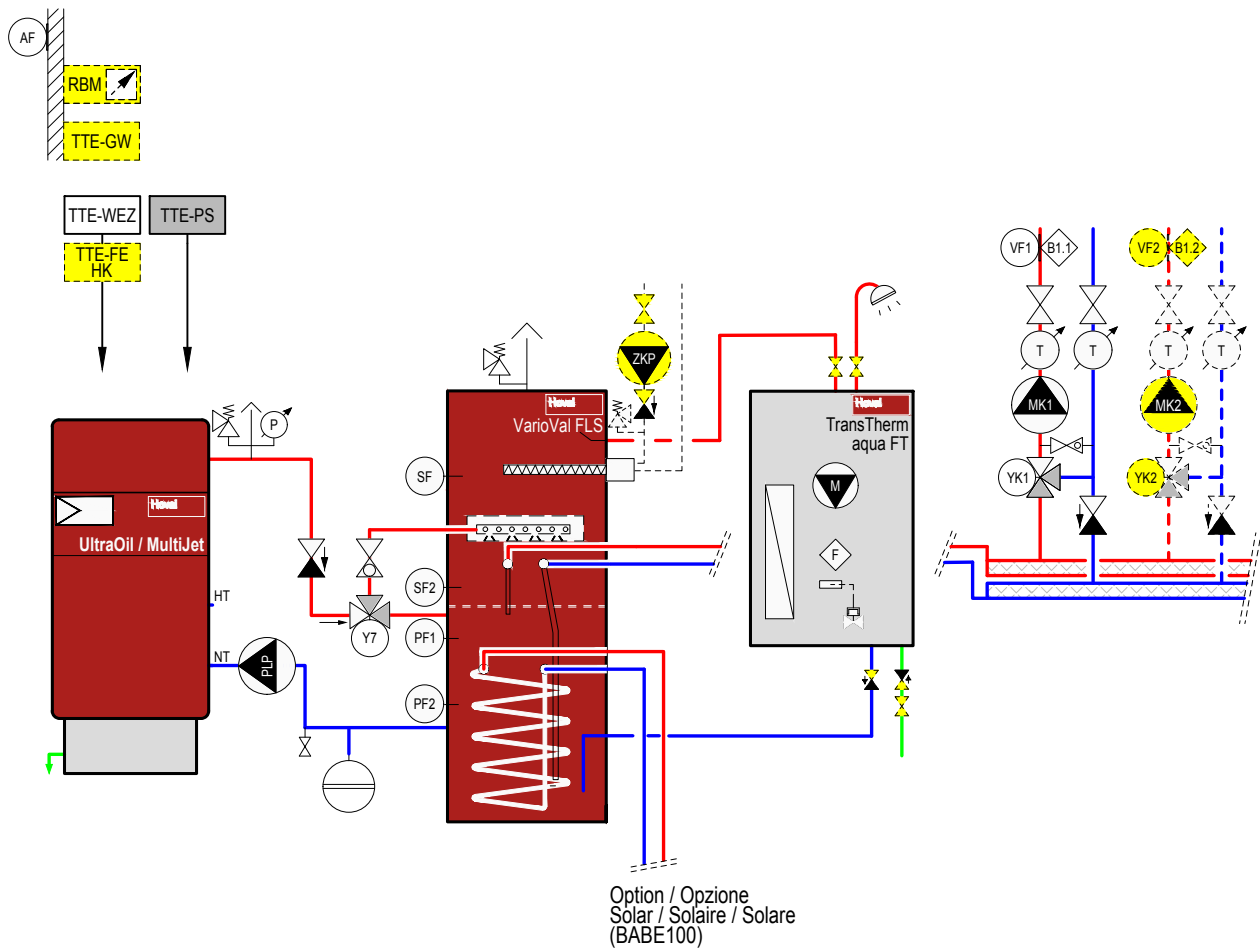 AF
RBM
TTE-GW
TTE-WEZ
TTE-PS
TTE-FE
HK
VF1
B1.1
VF2
B1.2
ZKP
T
T
T
T
P
Hoval
VarioVal FLS
Hoval
TransTherm
aqua FT
MK1
MK2
SF
YK1
YK2
M
Hoval
UltraOil / MultiJet
F
SF2
HT
Y7
PF1
NT
PLP
PF2
Option / Opzione
Solar / Solaire / Solare
(BABE100)